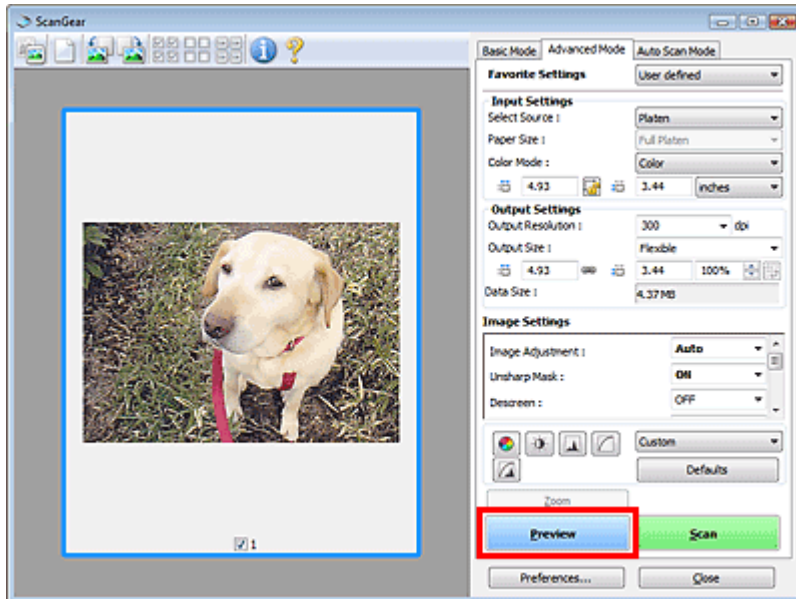 ScanGear
Basic Mode Advanced Mode Auto Scan Mode
Favorite Settings User defined
Input Settings
Select Source : Platen
Paper Size : Full Platen
Color Mode : Color
4.93 3.44 inches
Output Settings
Output Resolution : 300 dpi
Output Size : Flexible
4.93 3.44 100%
Data Size : 4.37 MB
Image Settings
Image Adjustment : Auto
Unsharp Mask : ON
Descreen : OFF
Custom
Defaults
Zoom
Preview Scan
1
Preferences... Close